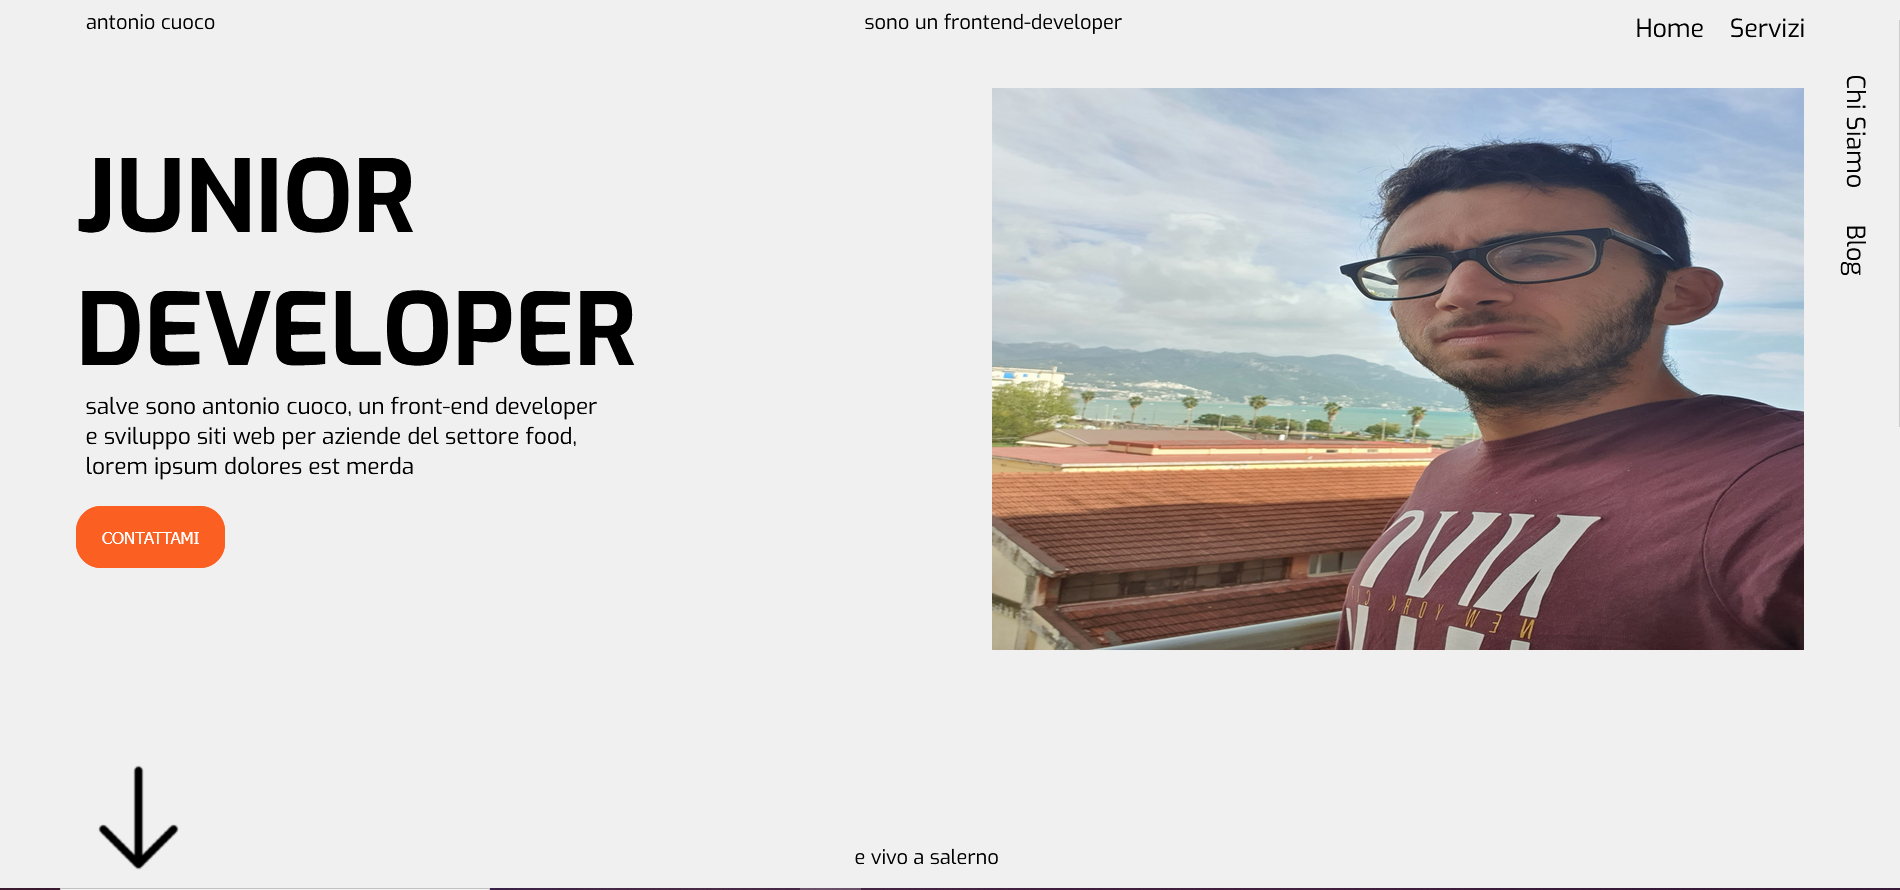 antonio cuoco
sono un frontend-developer
Home Servizi
Chi Siamo Blog
JUNIOR
DEVELOPER
salve sono antonio cuoco, un front-end developer
e sviluppo siti web per aziende del settore food,
lorem ipsum dolores est merda
CONTATTAMI
NEW YORK
e vivo a salerno